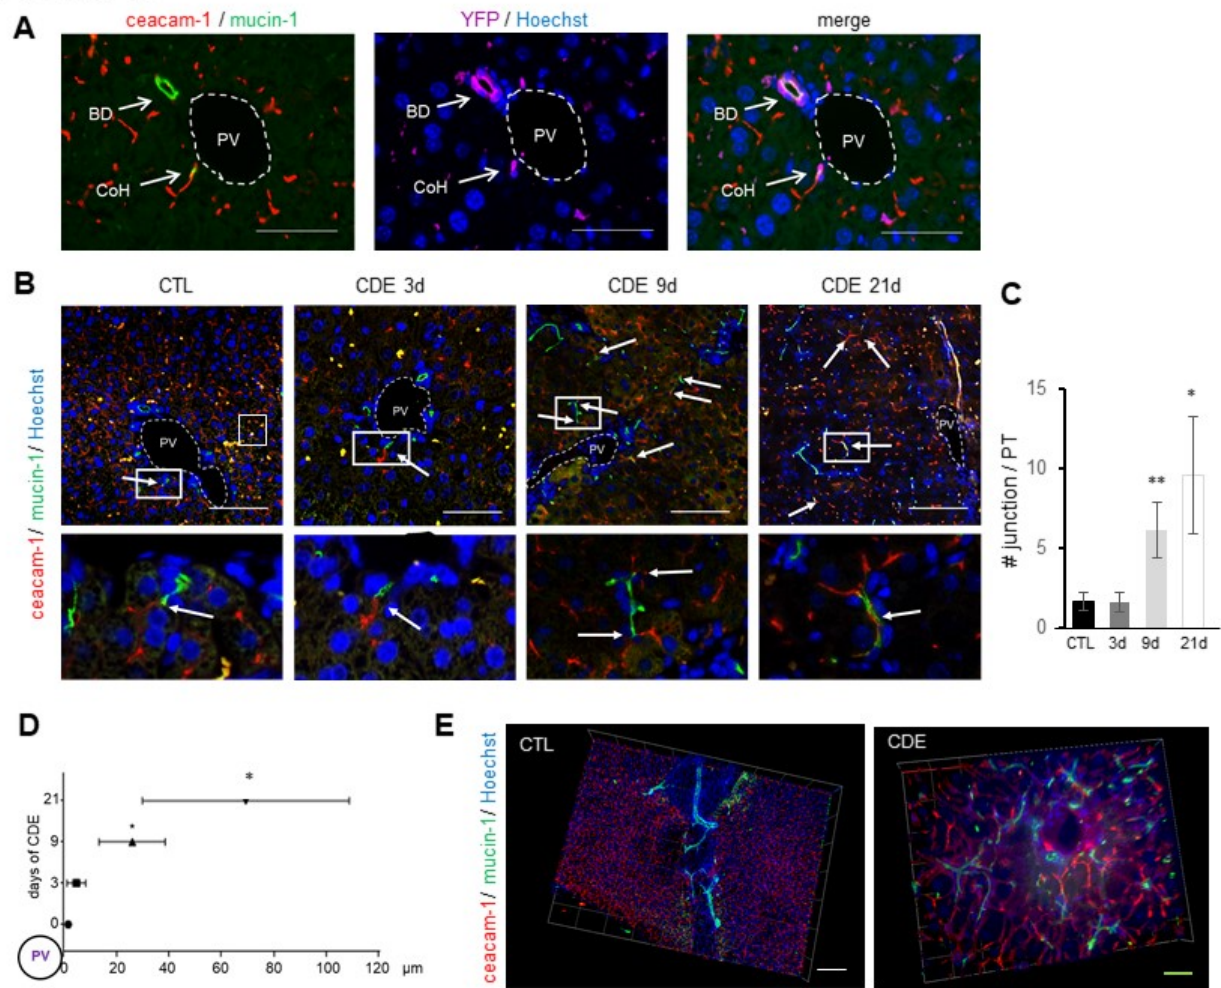 A
ceacam-1 / mucin-1
YFP / Hoechst
merge
BD
PV
CoH
BD
PV
CoH
BD
PV
CoH
B
CTL
CDE 3d
CDE 9d
CDE 21d
ceacam-1/ mucin-1/ Hoechst
PV
PV
PV
PV
C
# junction / PT
15
10
5
0
**
*
CTL
3d
9d
21d
D
days of CDE
21
9
3
0
*
*
PV
0
20
40
60
80
100
120
µm
E
ceacam-1/ mucin-1/ Hoechst
CTL
CDE